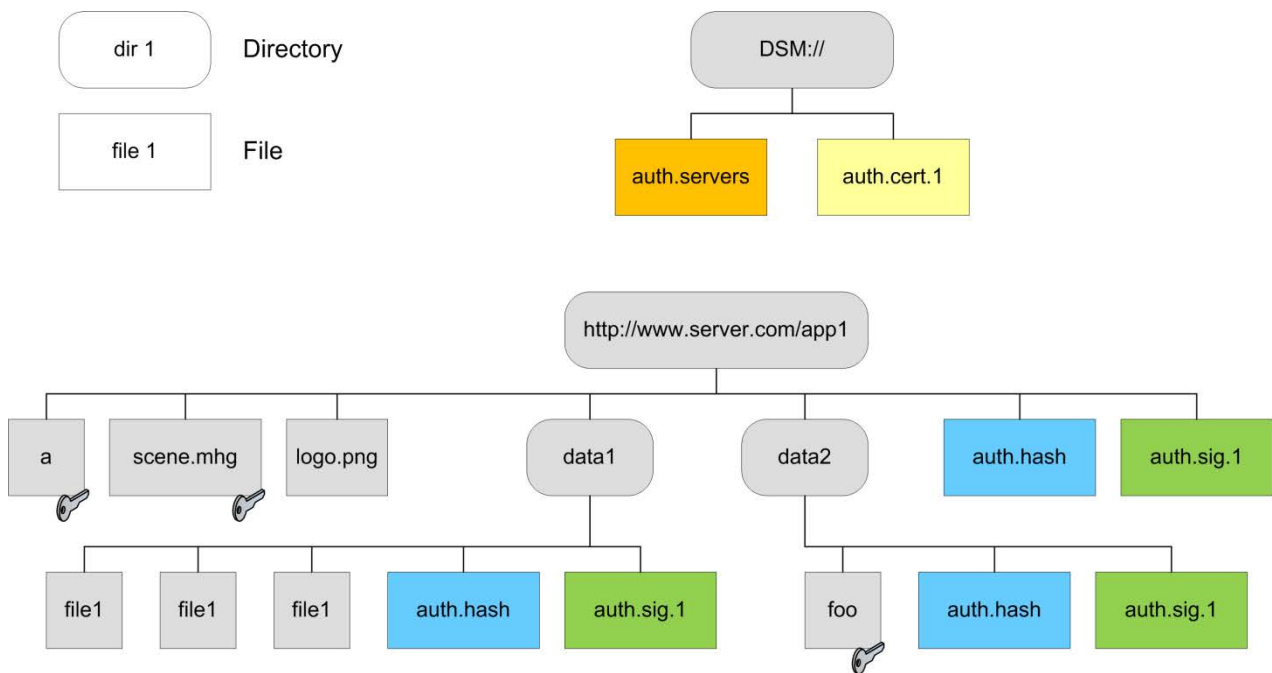 dir 1
Directory
DSM://
file 1
File
auth.servers
auth.cert.1
http://www.server.com/app1
a
scene.mhg
logo.png
data1
data2
auth.hash
auth.sig.1
file1
file1
file1
auth.hash
auth.sig.1
foo
auth.hash
auth.sig.1